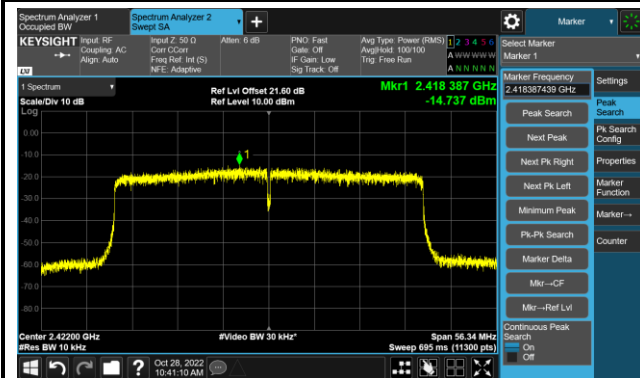 Spectrum Analyzer 1
Occupied BW
Spectrum Analyzer 2
Swept SA
+
Marker
KEYSIGHT
Input: RF
Coupling: AC
Align: Auto
Input Z: 50 Ω
Corr CCorr
Freq Ref: Int (S)
NFE: Adaptive
Atten: 6 dB
PNO: Fast
Gate: Off
IF Gain: Low
Sig Track: Off
Avg Type: Power (RMS)
Avg|Hold: 100/100
Trig: Free Run
1 2 3 4 5 6
A W W W W W
A N N N N N
LXI
Select Marker
Marker 1
1 Spectrum
Scale/Div 10 dB
Log
Ref Lvl Offset 21.60 dB
Ref Level 10.00 dBm
Mkr1 2.418 387 GHz
-14.737 dBm
1
0.00
-10.0
-20.0
-30.0
-40.0
-50.0
-60.0
-70.0
-80.0
Center 2.42200 GHz
#Res BW 10 kHz
#Video BW 30 kHz*
Span 56.34 MHz
Sweep 695 ms (11300 pts)
Marker Frequency
2.418387439 GHz
Peak Search
Next Peak
Next Pk Right
Next Pk Left
Minimum Peak
Pk-Pk Search
Marker Delta
Mkr→CF
Mkr→Ref Lvl
Continuous Peak
Search
On
Off
Settings
Peak
Search
Pk Search
Config
Properties
Marker
Function
Marker→
Counter
?
Oct 28, 2022
10:41:10 AM